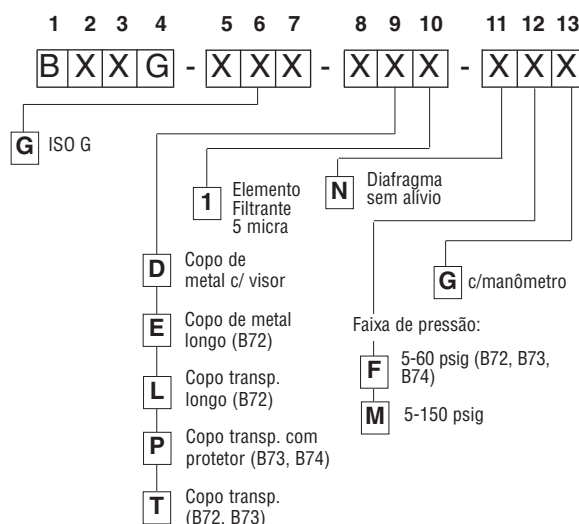 1 2 3 4 5 6 7 8 9 10 11 12 13
B X X G - X X X - X X X - X X X
G ISO G
1 Elemento
Filtrante
5 micra
N Diafragma
sem alívio
D Copo de
metal c/ visor
G c/manômetro
E Copo de metal
longo (B72)
Faixa de pressão:
F 5-60 psig (B72, B73,
B74)
L Copo transp.
longo (B72)
M 5-150 psig
P Copo transp. com
protetor (B73, B74)
T Copo transp.
(B72, B73)